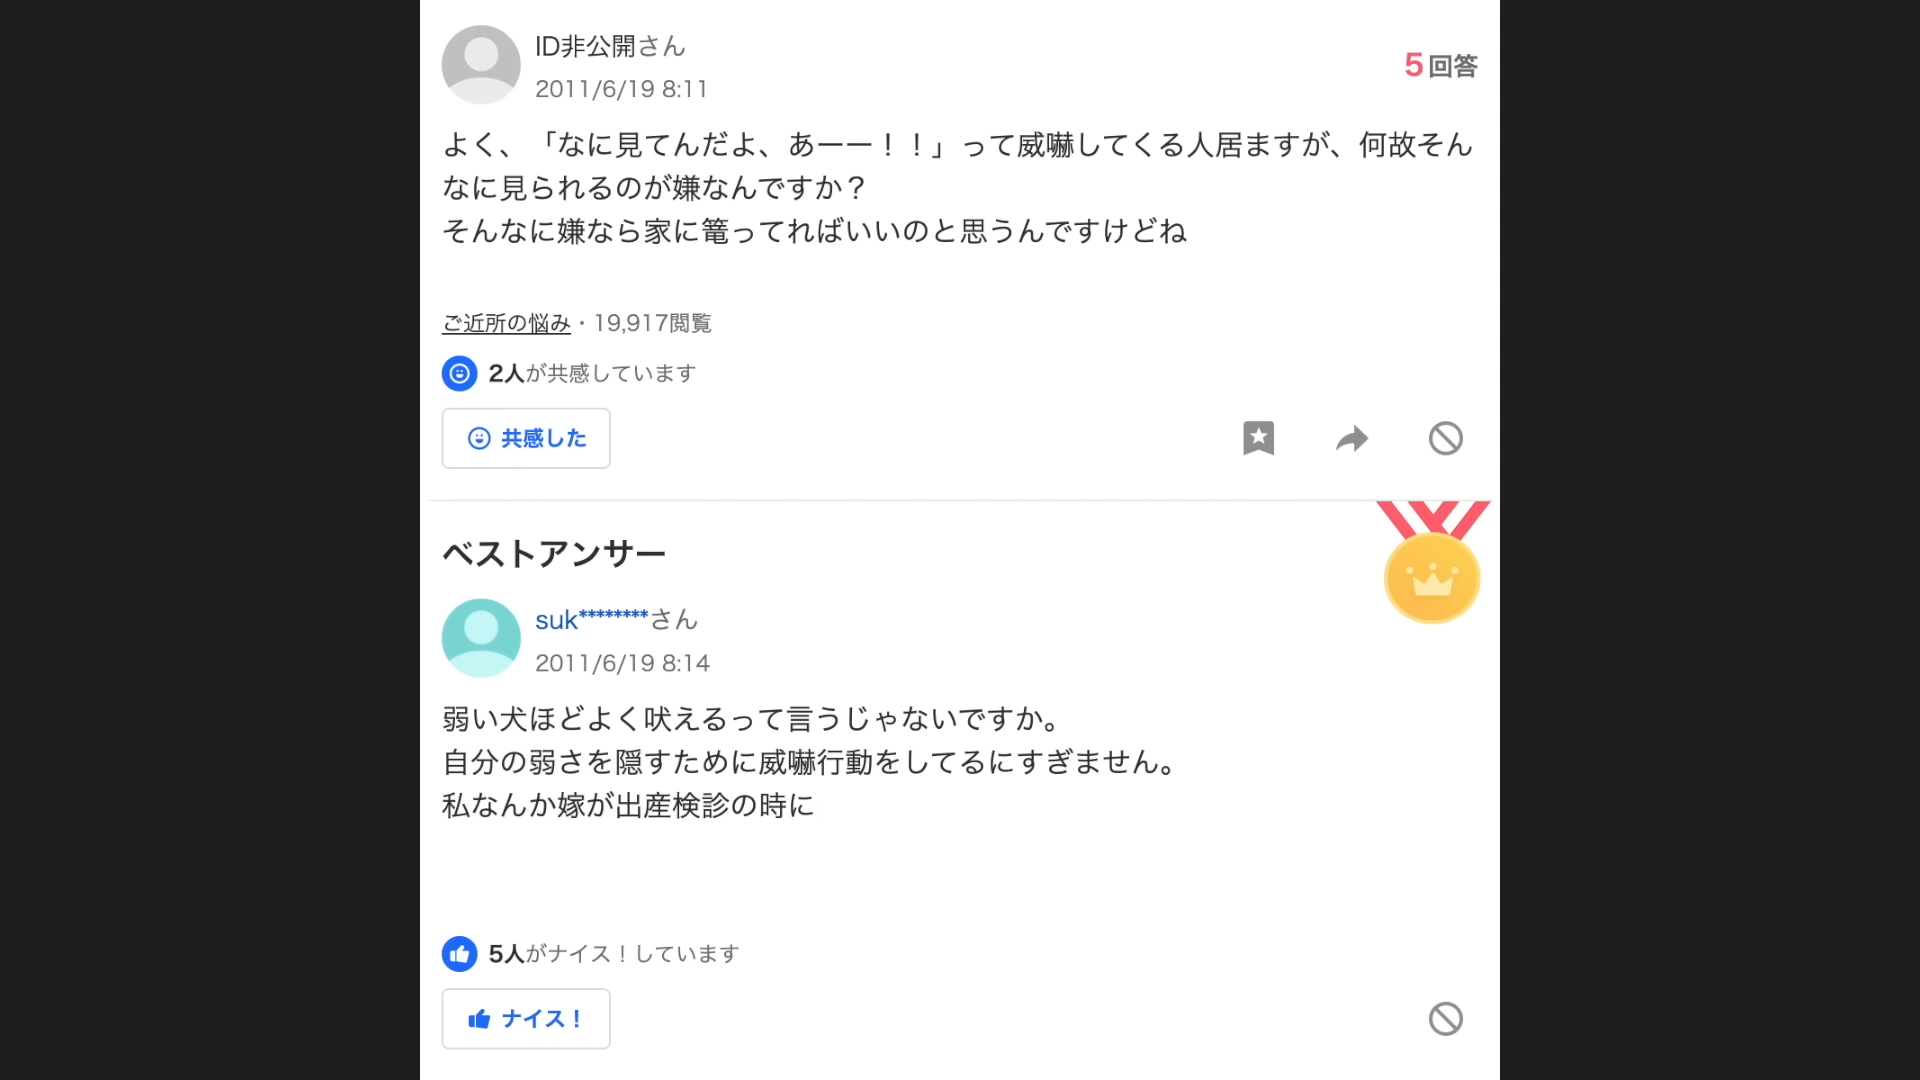 ID非公開さん
2011/6/19 8:11
5回答
よく、「なに見てんだよ、あーー！！」って威嚇してくる人居ますが、何故そん
なに見られるのが嫌なんですか？
そんなに嫌なら家に篭ってればいいのと思うんですけどね
ご近所の悩み・19,917閲覧
2人が共感しています
共感した
ベストアンサー
suk********さん
2011/6/19 8:14
弱い犬ほどよく吠えるって言うじゃないですか。
自分の弱さを隠すために威嚇行動をしてるにすぎません。
私なんか嫁が出産検診の時に
5人がナイス！しています
ナイス！